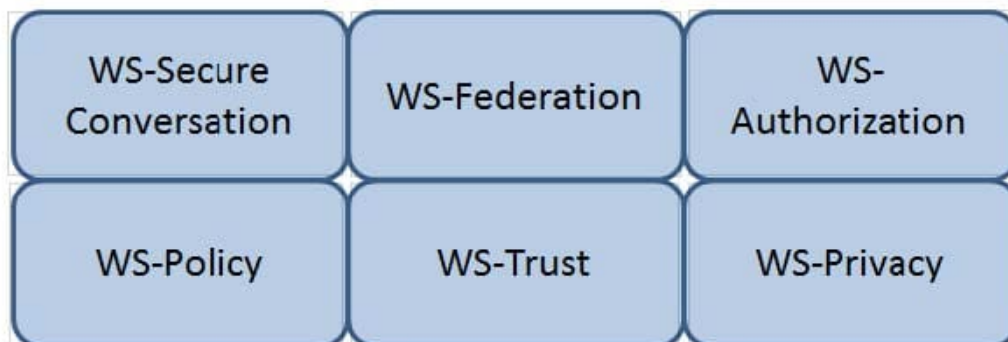 WS-Secure
Conversation
WS-Federation
WS-
Authorization
WS-Policy
WS-Trust
WS-Privacy